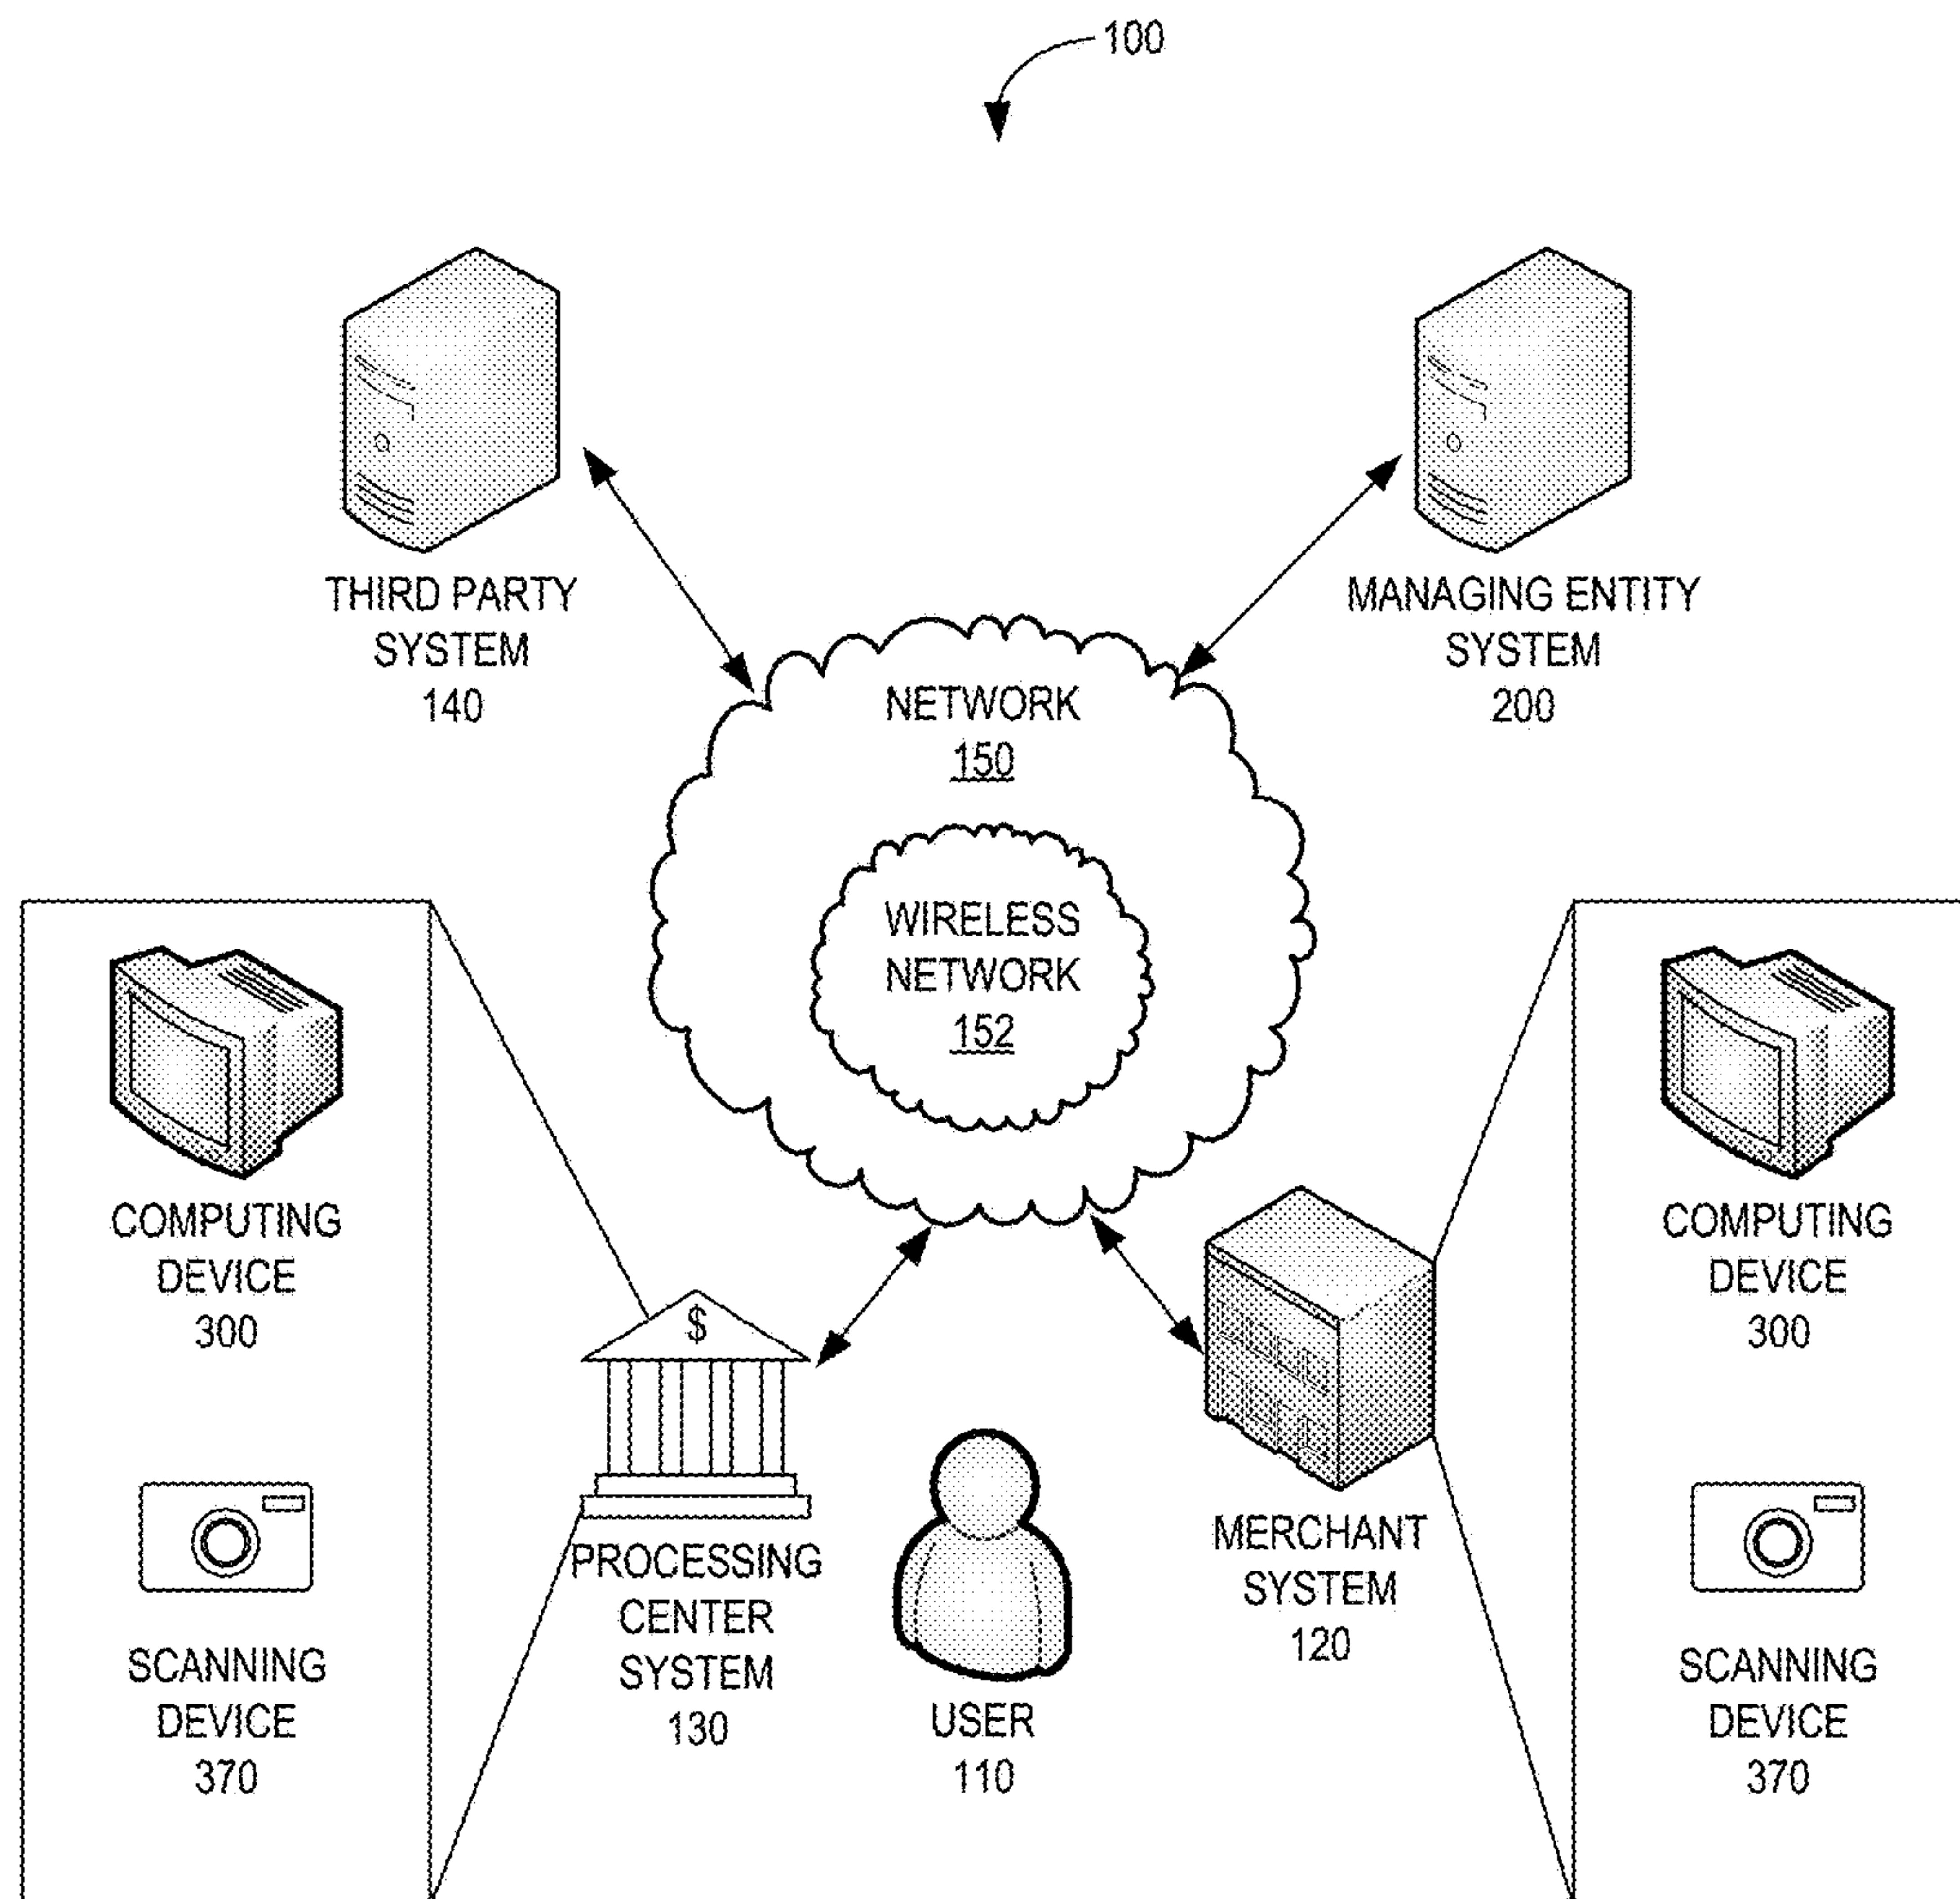 100
THIRD PARTY
SYSTEM
140
MANAGING ENTITY
SYSTEM
200
NETWORK
150
WIRELESS
NETWORK
152
COMPUTING
DEVICE
300
SCANNING
DEVICE
370
$
PROCESSING
CENTER
SYSTEM
130
USER
110
MERCHANT
SYSTEM
120
COMPUTING
DEVICE
300
SCANNING
DEVICE
370